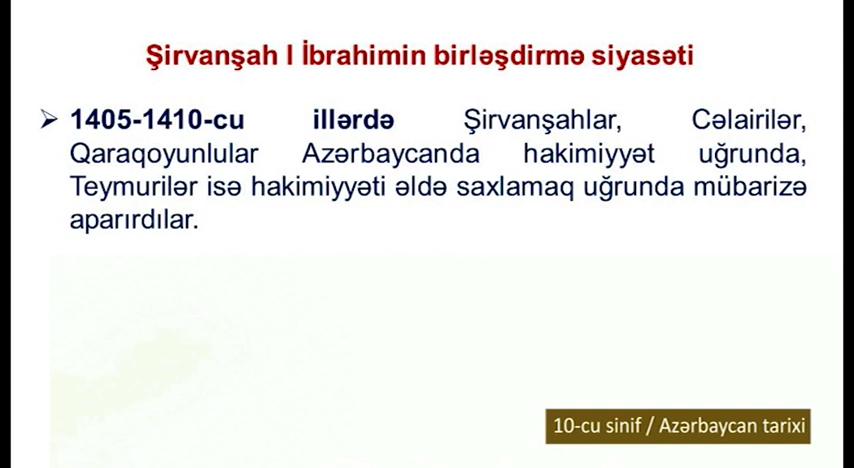 Şirvanşah I İbrahimin birləşdirmə siyasəti
➢ 1405-1410-cu illərdə Şirvanşahlar, Cəlairilər,
Qaraqoyunlular Azərbaycanda hakimiyyət uğrunda,
Teymurilər isə hakimiyyəti əldə saxlamaq uğrunda mübarizə
aparırdılar.
10-cu sinif / Azərbaycan tarixi